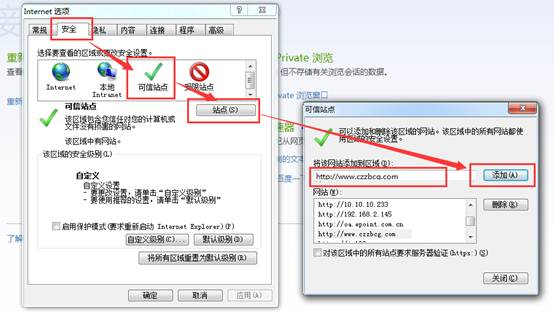 Internet 选项
常规 安全 隐私 内容 连接 程序 高级
选择要查看的区域或更改安全设置。
Internet 本地 Intranet 可信站点 受限站点
可信站点
站点(S)
该区域包含您信任对您的计算机或
文件没有损害的网站。
该区域中有网站。
该区域的安全级别(L)
自定义
自定义设置
- 要更改设置，请单击“自定义级别”
- 要使用推荐的设置，请单击“默认级别”
启用保护模式(要求重新启动 Internet Explorer)(P)
自定义级别(C)... 默认级别(D)
将所有区域重置为默认级别(R)
确定 取消 应用(A)
Private 浏览
但不存储有关浏览会话的数据。
ivate 浏览窗口
可信站点
可以添加和删除该区域的网站。该区域中的所有网站都使
用区域的安全设置。
将该网站添加到区域(D):
http://www.czzbcg.com 添加(A)
网站(W):
http://10.10.10.233 删除(R)
http://192.168.2.145
http://oa.epoint.com.cn
http://www.czzbcg.com
对该区域中的所有站点要求服务器验证(https:)(S)
关闭(C)